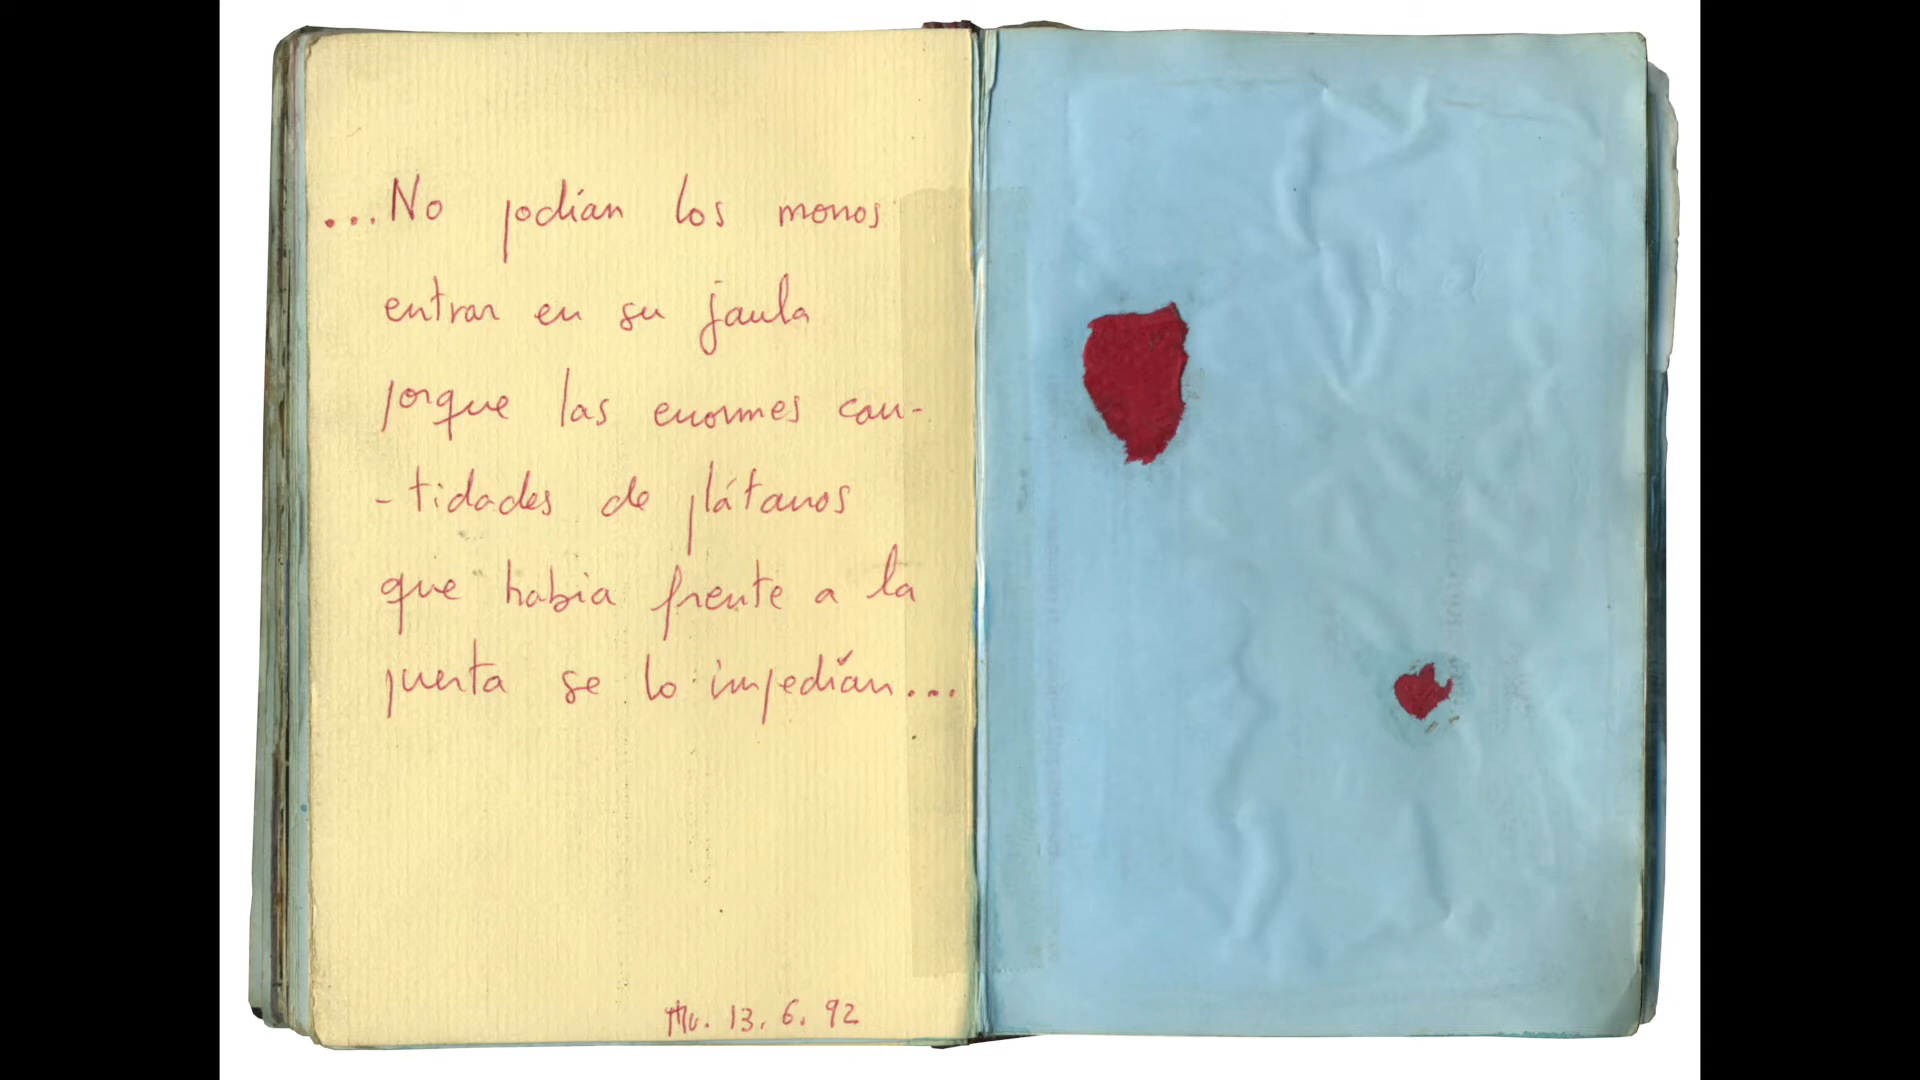 ...No podían los monos
entrar en su jaula
porque las enormes can-
-tidades de plátanos
que habia frente a la
puerta se lo impedían...
13.6.92